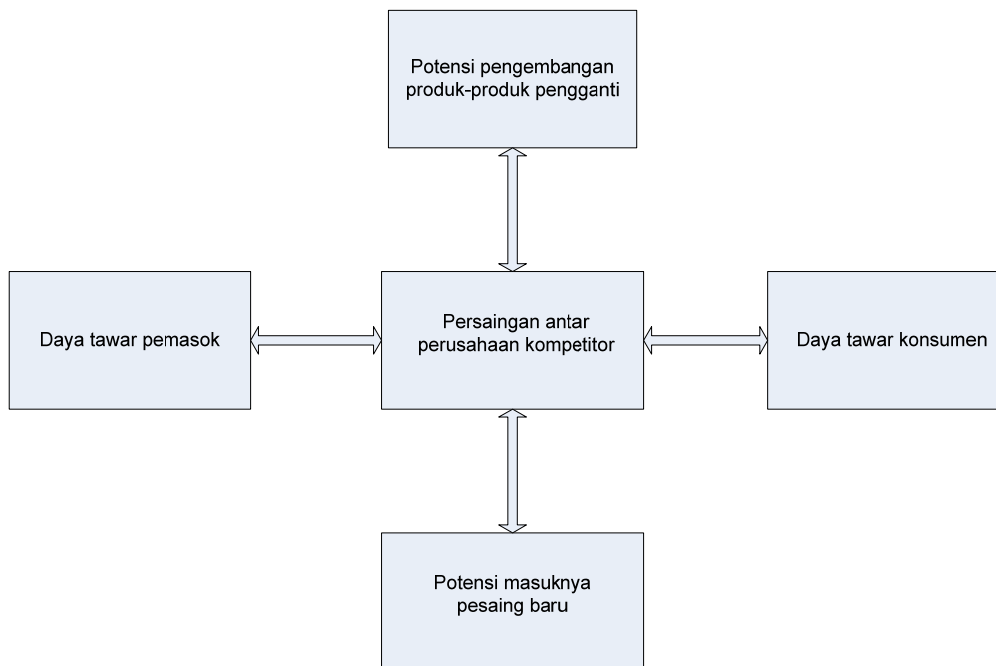 Potensi pengembangan
produk-produk pengganti
Daya tawar pemasok
Persaingan antar
perusahaan kompetitor
Daya tawar konsumen
Potensi masuknya
pesaing baru